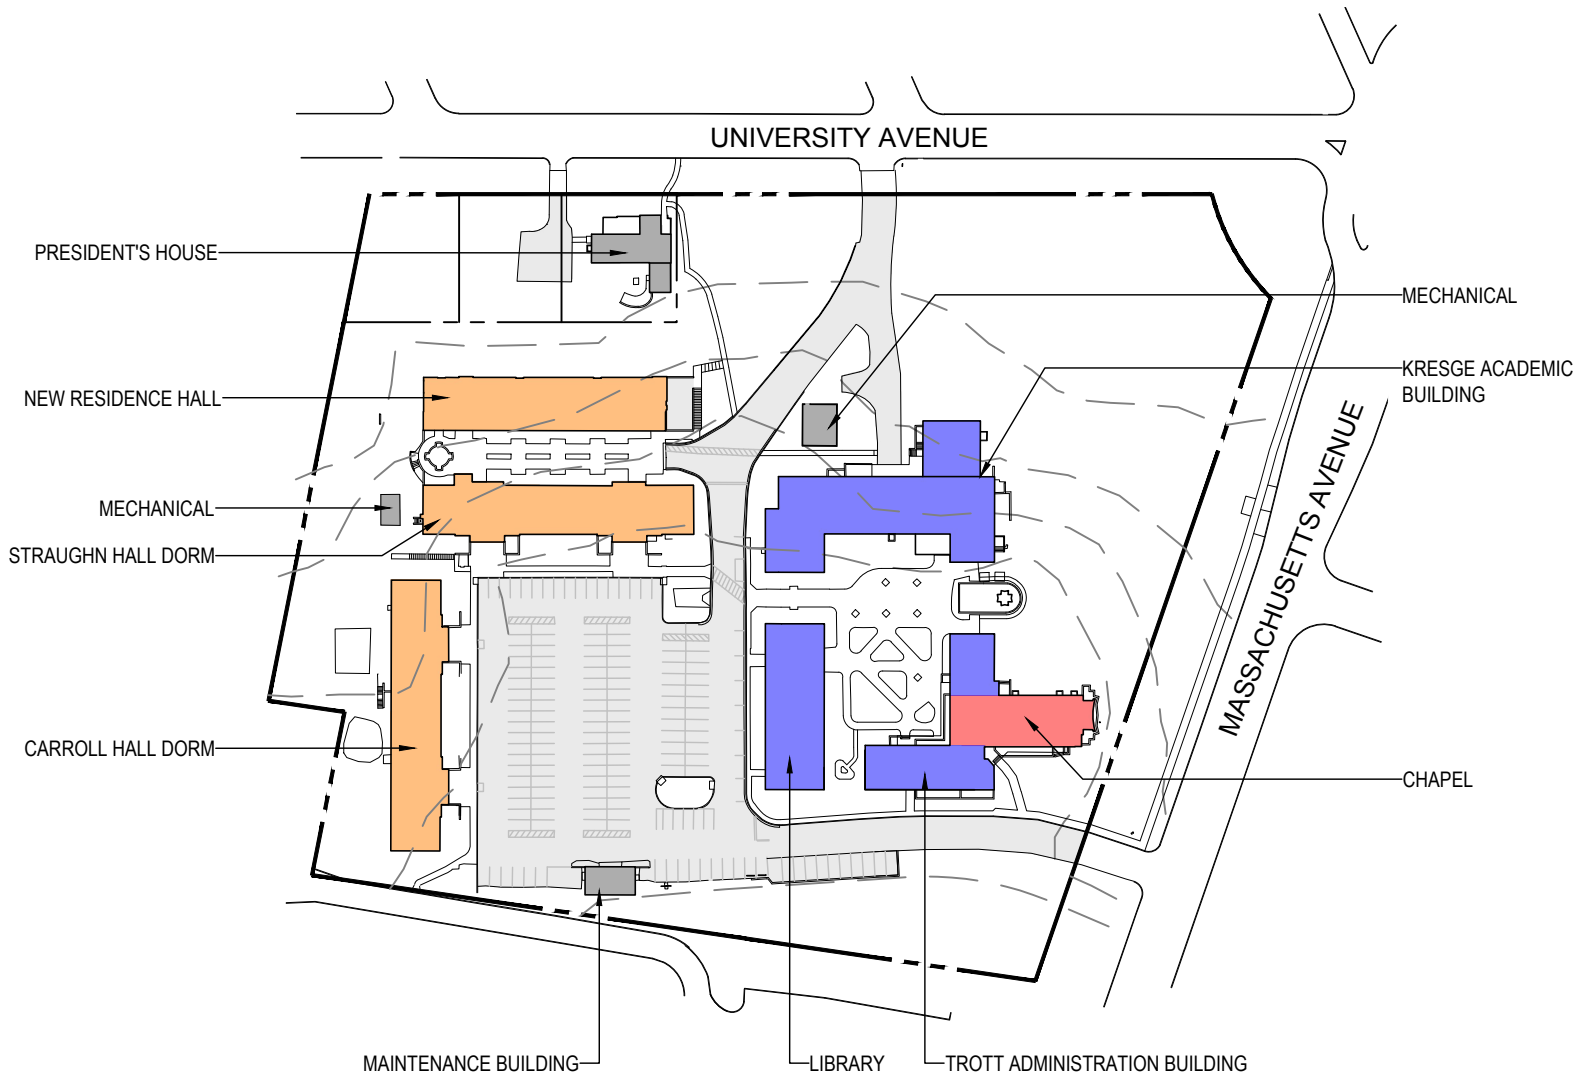 UNIVERSITY AVENUE
PRESIDENT'S HOUSE
MECHANICAL
KRESGE ACADEMIC
BUILDING
NEW RESIDENCE HALL
MASSACHUSETTS AVENUE
MECHANICAL
STRAUGHN HALL DORM
CARROLL HALL DORM
CHAPEL
MAINTENANCE BUILDING
LIBRARY
TROTT ADMINISTRATION BUILDING